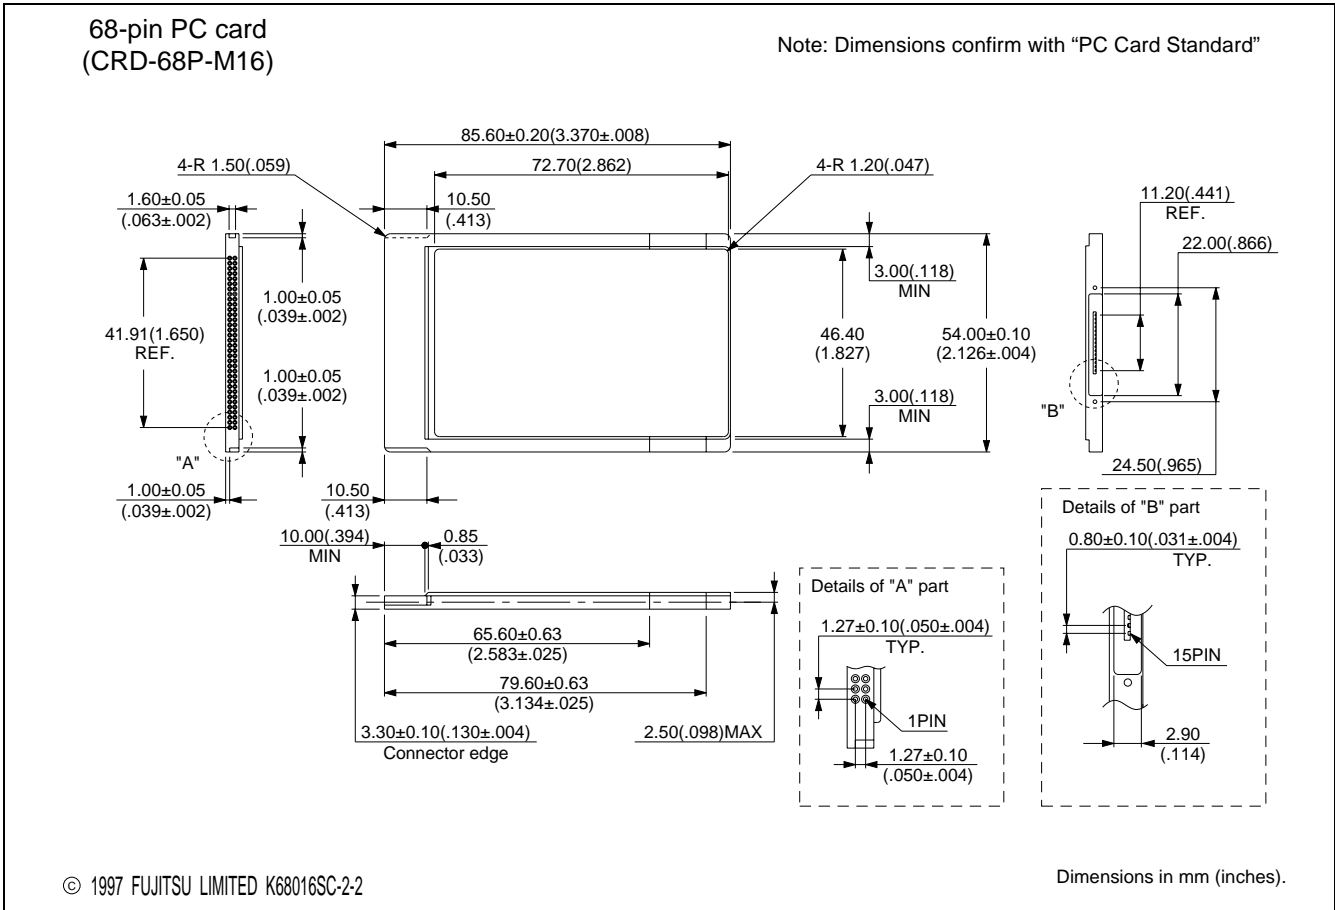 68-pin PC card
(CRD-68P-M16)
Note: Dimensions confirm with “PC Card Standard”
85.60±0.20(3.370±.008)
4-R 1.50(.059)
72.70(2.862)
4-R 1.20(.047)
1.60±0.05
(.063±.002)
10.50
(.413)
11.20(.441)
REF.
22.00(.866)
3.00(.118)
MIN
1.00±0.05
(.039±.002)
41.91(1.650)
REF.
46.40
(1.827)
54.00±0.10
(2.126±.004)
1.00±0.05
(.039±.002)
3.00(.118)
MIN
"B"
"A"
24.50(.965)
1.00±0.05
(.039±.002)
10.50
(.413)
10.00(.394)
MIN
0.85
(.033)
Details of "B" part
0.80±0.10(.031±.004)
TYP.
15PIN
2.90
(.114)
Details of "A" part
1.27±0.10(.050±.004)
TYP.
1PIN
1.27±0.10
(.050±.004)
65.60±0.63
(2.583±.025)
79.60±0.63
(3.134±.025)
3.30±0.10(.130±.004)
Connector edge
2.50(.098)MAX
© 1997 FUJITSU LIMITED K68016SC-2-2
Dimensions in mm (inches).